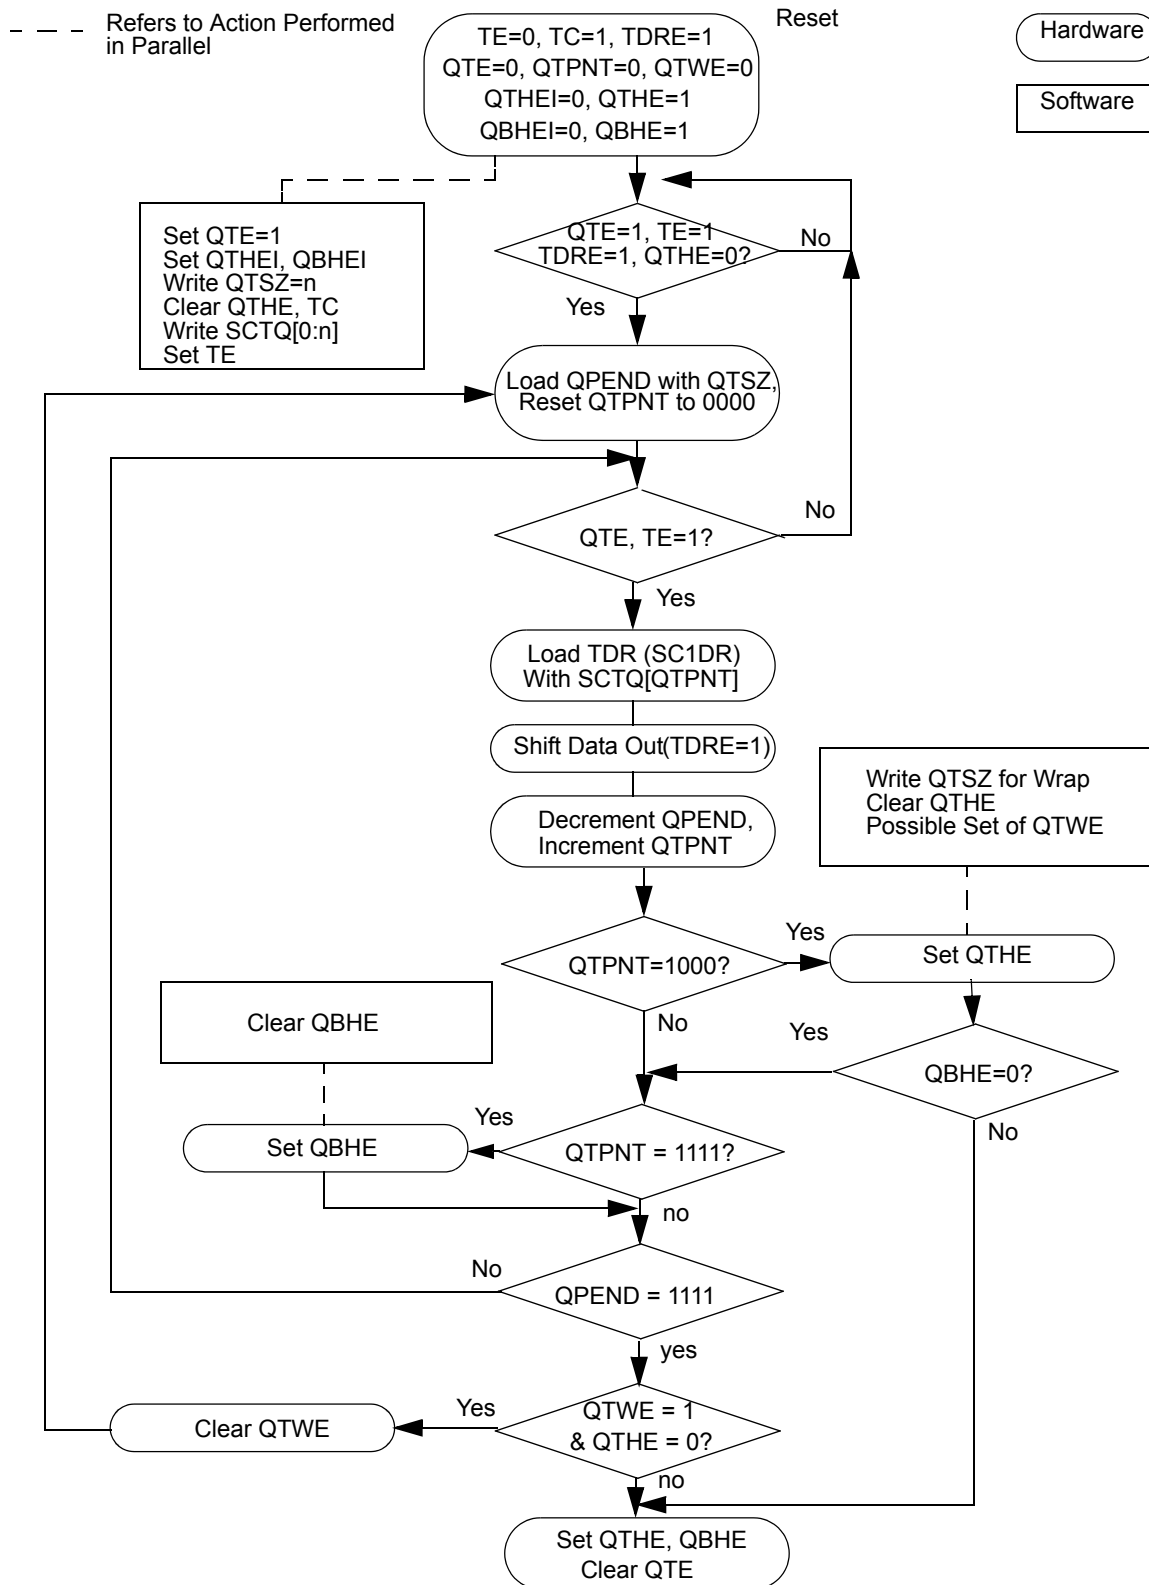 Refers to Action Performed
in Parallel
Reset
Hardware
Software
TE=0, TC=1, TDRE=1
QTE=0, QTPNT=0, QTWE=0
QTHEI=0, QTHE=1
QBHEI=0, QBHE=1
Set QTE=1
Set QTHEI, QBHEI
Write QTSZ=n
Clear QTHE, TC
Write SCTQ[0:n]
Set TE
QTE=1, TE=1
TDRE=1, QTHE=0?
No
Yes
Load QPEND with QTSZ,
Reset QTPNT to 0000
No
QTE, TE=1?
Yes
Load TDR (SC1DR)
With SCTQ[QTPNT]
Shift Data Out(TDRE=1)
Write QTSZ for Wrap
Clear QTHE
Possible Set of QTWE
Decrement QPEND,
Increment QTPNT
QTPNT=1000?
Yes
Set QTHE
No
Clear QBHE
Yes
QBHE=0?
No
Yes
Set QBHE
QTPNT = 1111?
no
No
QPEND = 1111
yes
QTWE = 1
& QTHE = 0?
Yes
Clear QTWE
no
Set QTHE, QBHE
Clear QTE